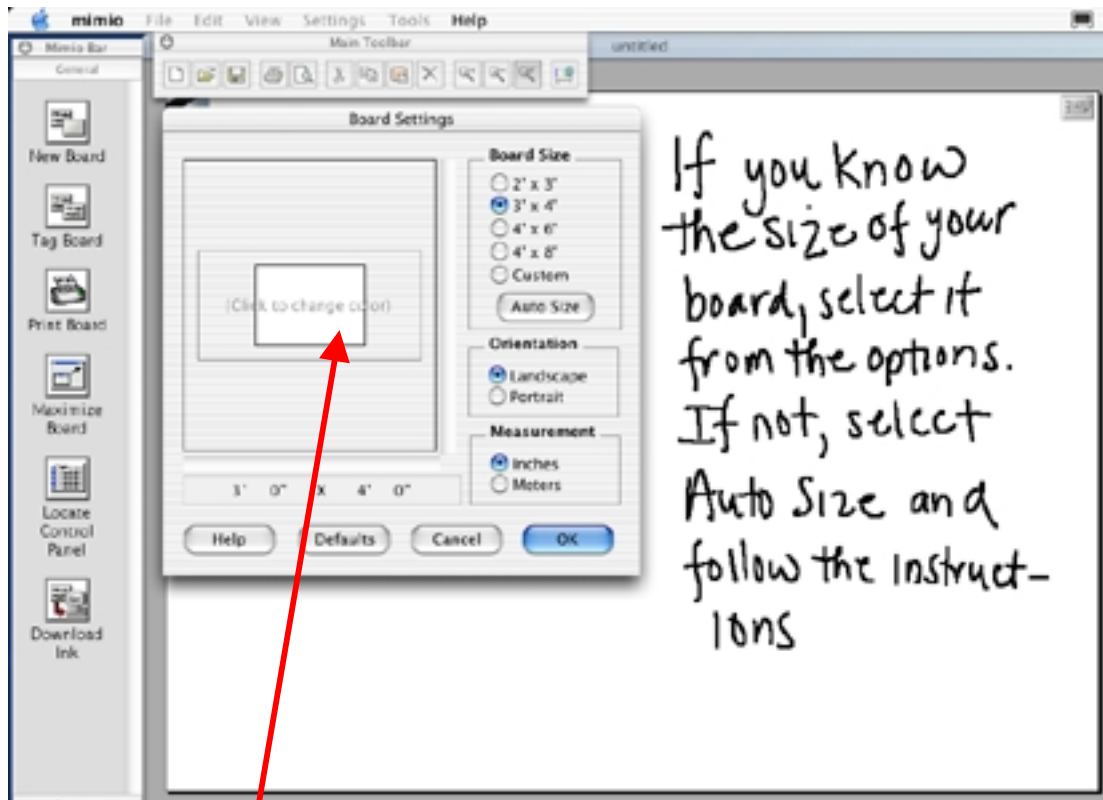 mimio File Edit View Settings Tools Help
Mimio Bar
Main Toolbar
untitled
General
New Board
Tag Board
Print Board
Maximize
Board
Locate
Control
Panel
Download
Ink
Board Settings
(Click to change color)
3' 0" X 4' 0"
Board Size
2' x 3'
3' x 4'
4' x 6'
4' x 8'
Custom
Auto Size
Orientation
Landscape
Portrait
Measurement
Inches
Meters
Help Defaults Cancel OK
If you know
the size of your
board, select it
from the options.
If not, select
Auto Size and
follow the instruct-
ions